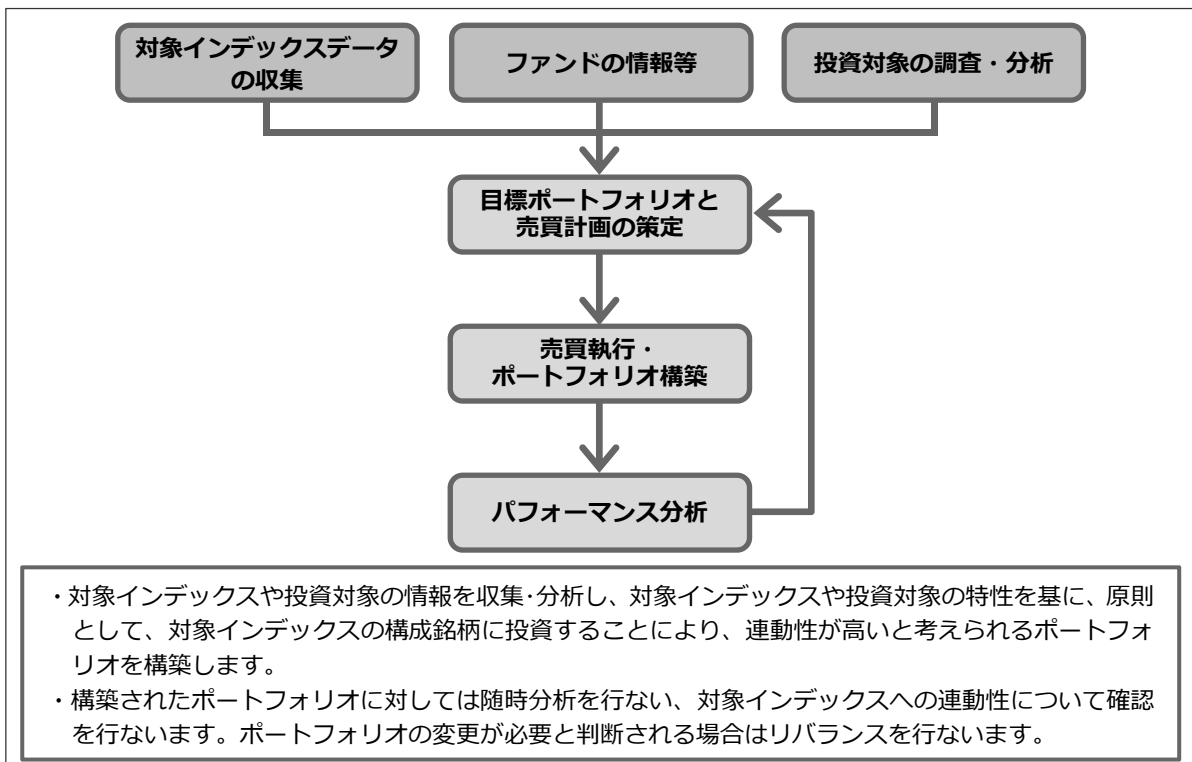 対象インデックスデータ
の収集
ファンドの情報等
投資対象の調査・分析
目標ポートフォリオと
売買計画の策定
売買執行・
ポートフォリオ構築
パフォーマンス分析
・対象インデックスや投資対象の情報を収集･分析し、対象インデックスや投資対象の特性を基に、原則
として、対象インデックスの構成銘柄に投資することにより、連動性が高いと考えられるポートフォ
リオを構築します。
・構築されたポートフォリオに対しては随時分析を行ない、対象インデックスへの連動性について確認
を行ないます。ポートフォリオの変更が必要と判断される場合はリバランスを行ないます。